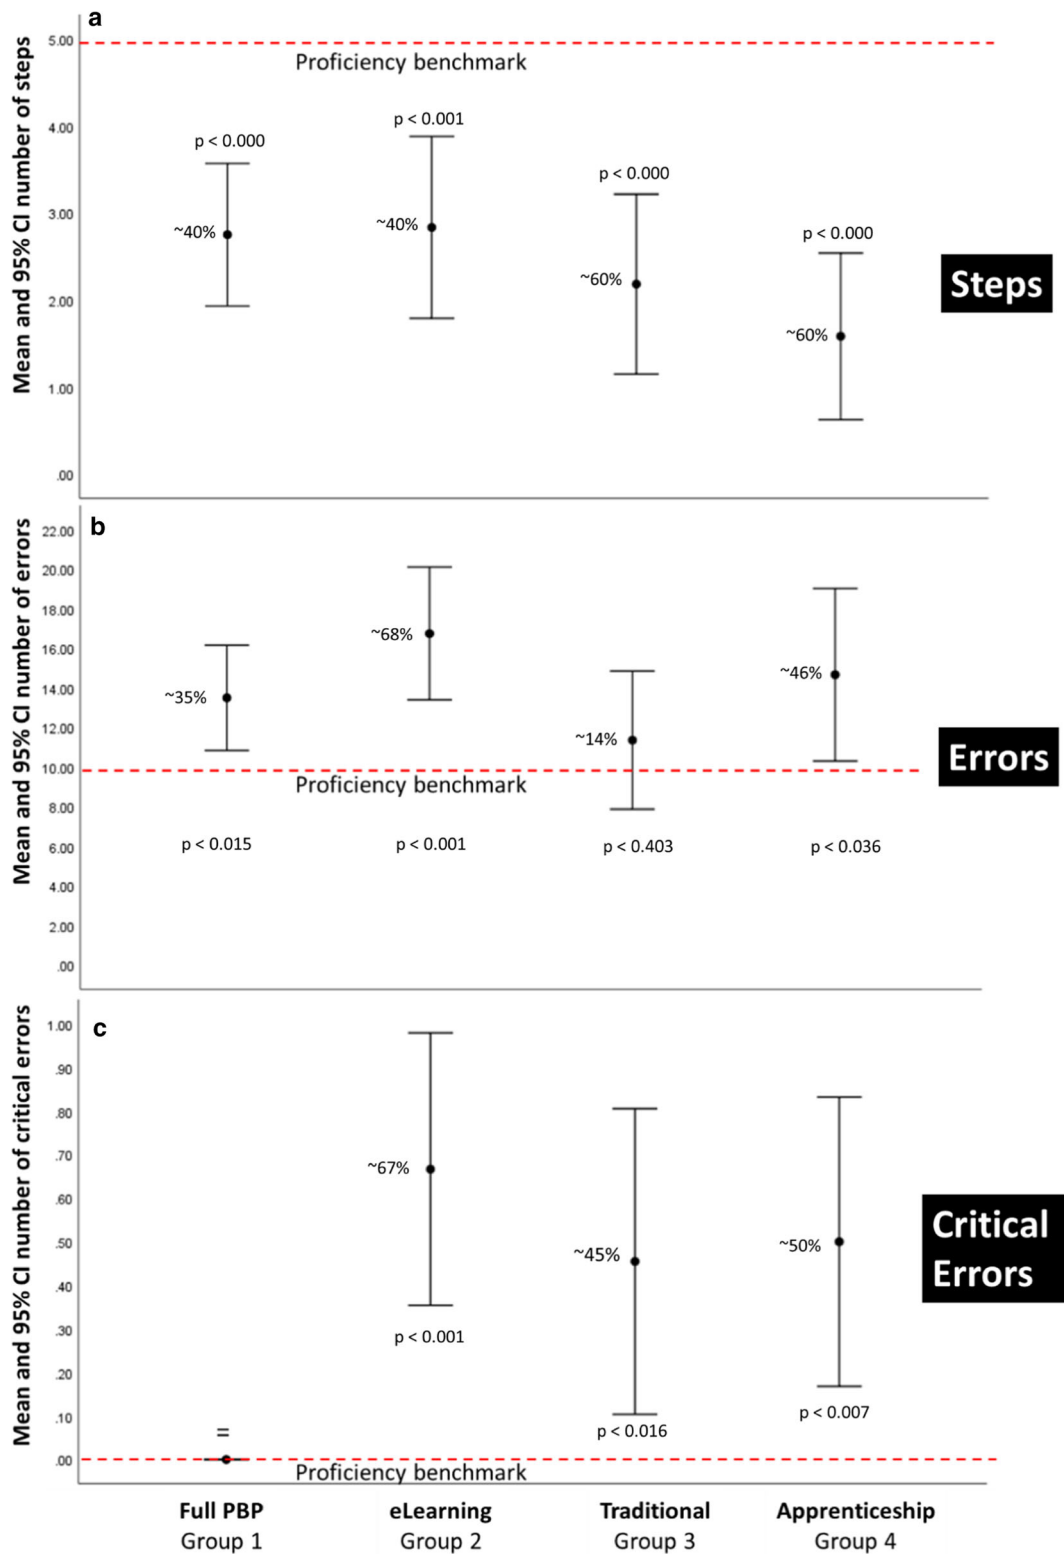 a
Mean and 95% CI number of steps
5.00
4.00
3.00
2.00
1.00
.00
Proficiency benchmark
p < 0.000
p < 0.001
p < 0.000
p < 0.000
~40%
~40%
~60%
~60%
Steps
b
Mean and 95% CI number of errors
22.00
20.00
18.00
16.00
14.00
12.00
10.00
8.00
6.00
4.00
2.00
.00
~35%
~68%
~14%
~46%
Proficiency benchmark
p < 0.015
p < 0.001
p < 0.403
p < 0.036
Errors
c
Mean and 95% CI number of critical errors
1.00
.90
.80
.70
.60
.50
.40
.30
.20
.10
.00
=
~67%
~45%
~50%
p < 0.001
p < 0.016
p < 0.007
Proficiency benchmark
Critical
Errors
Full PBP
Group 1
eLearning
Group 2
Traditional
Group 3
Apprenticeship
Group 4